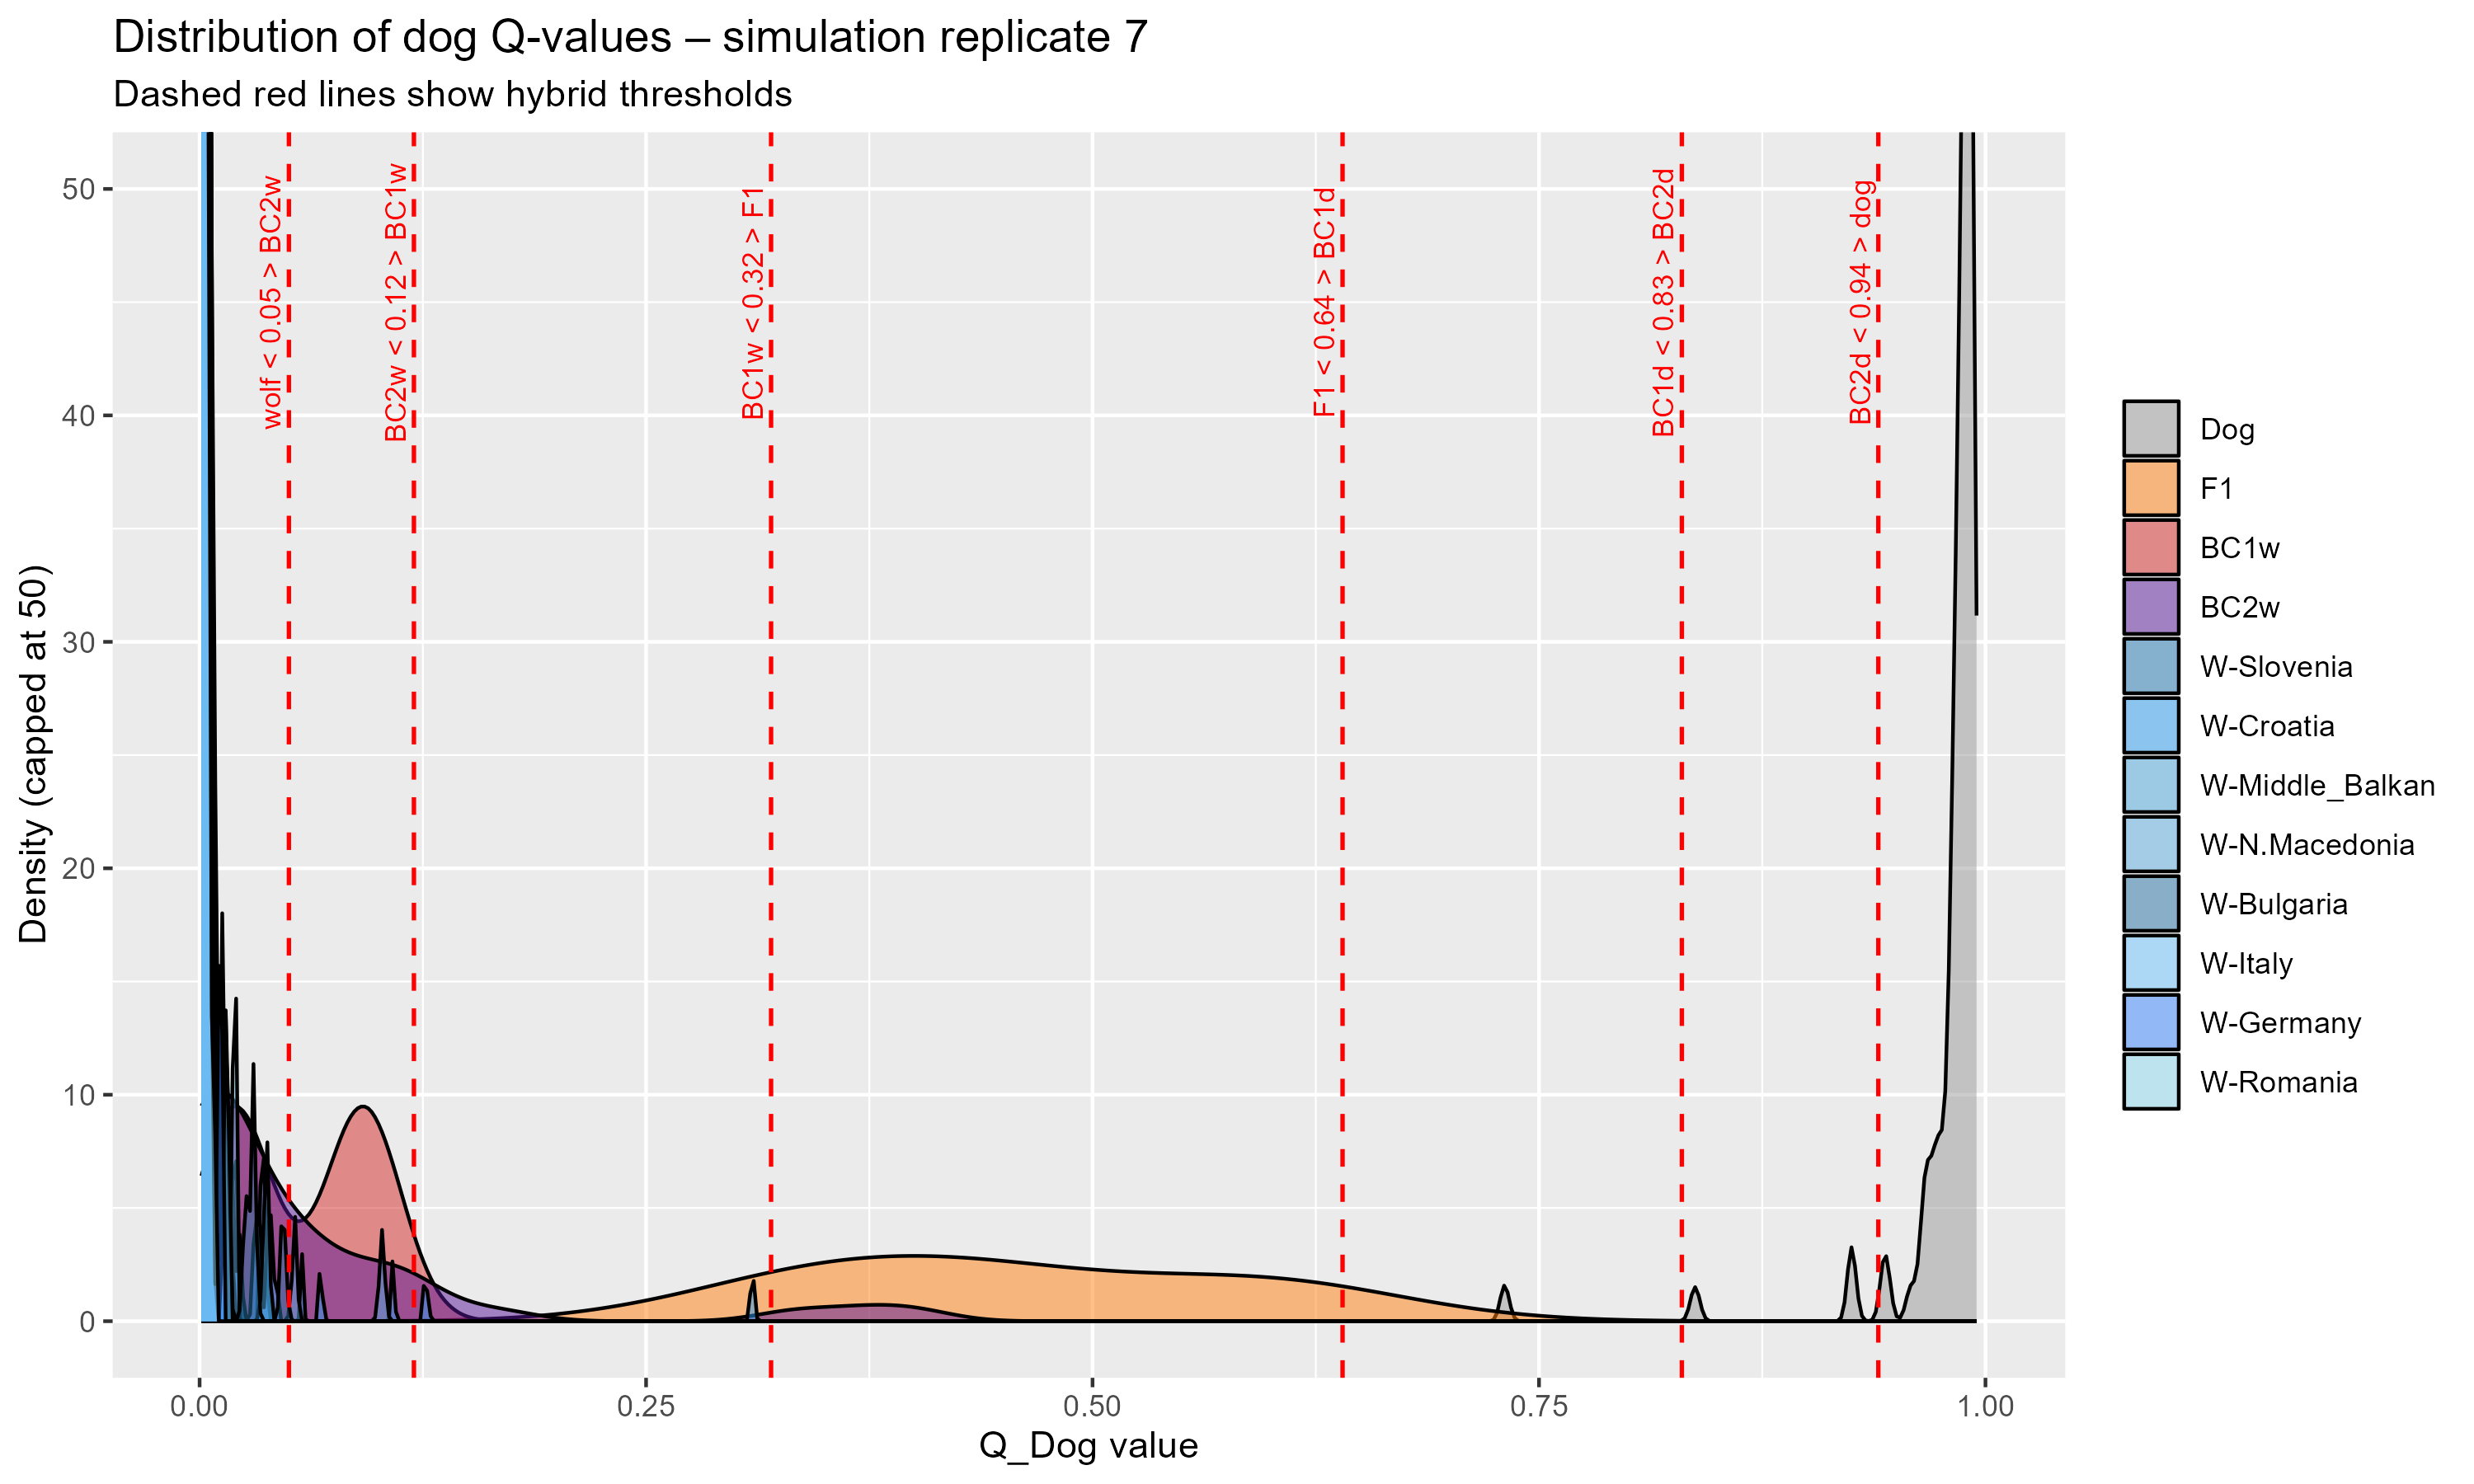 Distribution of dog Q-values – simulation replicate 7
Dashed red lines show hybrid thresholds
Density (capped at 50)
50
40
30
20
10
0
wolf < 0.05 > BC2w
BC2w < 0.12 > BC1w
BC1w < 0.32 > F1
F1 < 0.64 > BC1d
BC1d < 0.83 > BC2d
BC2d < 0.94 > dog
0.00
0.25
0.50
0.75
1.00
Q_Dog value
Dog
F1
BC1w
BC2w
W-Slovenia
W-Croatia
W-Middle_Balkan
W-N.Macedonia
W-Bulgaria
W-Italy
W-Germany
W-Romania